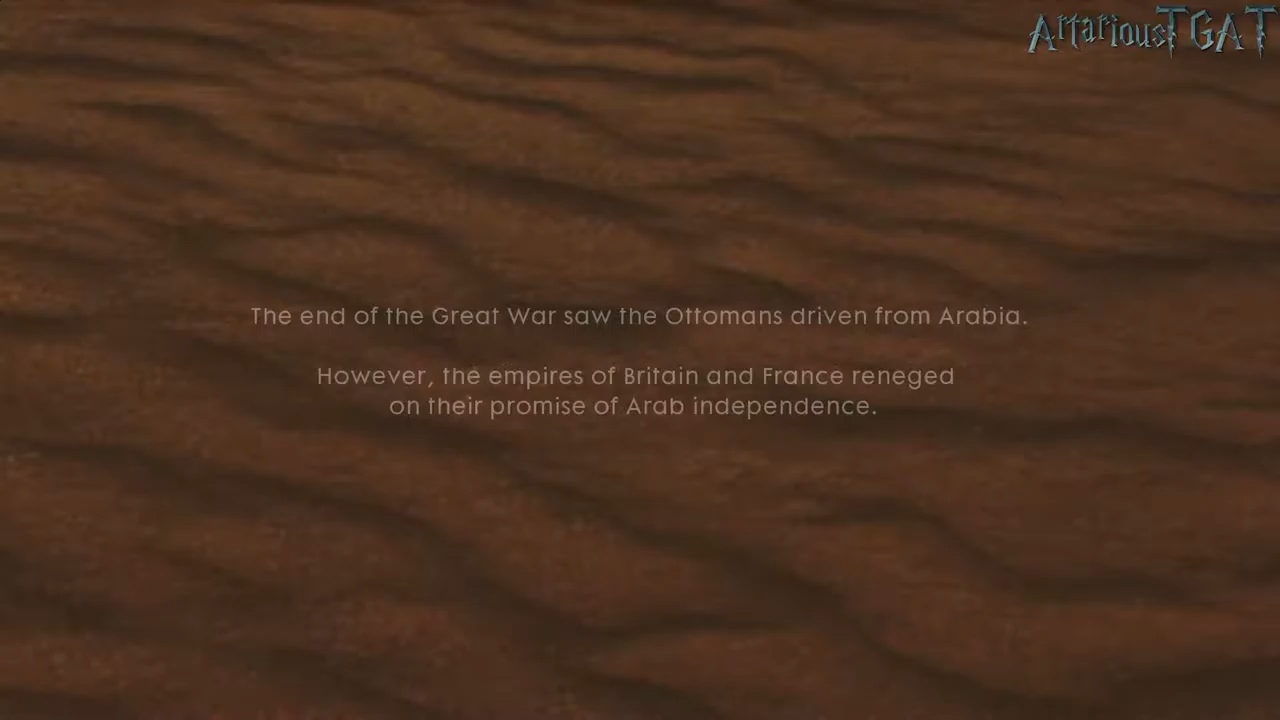 ArtariousTGAT
The end of the Great War saw the Ottomans driven from Arabia.
However, the empires of Britain and France reneged
on their promise of Arab independence.